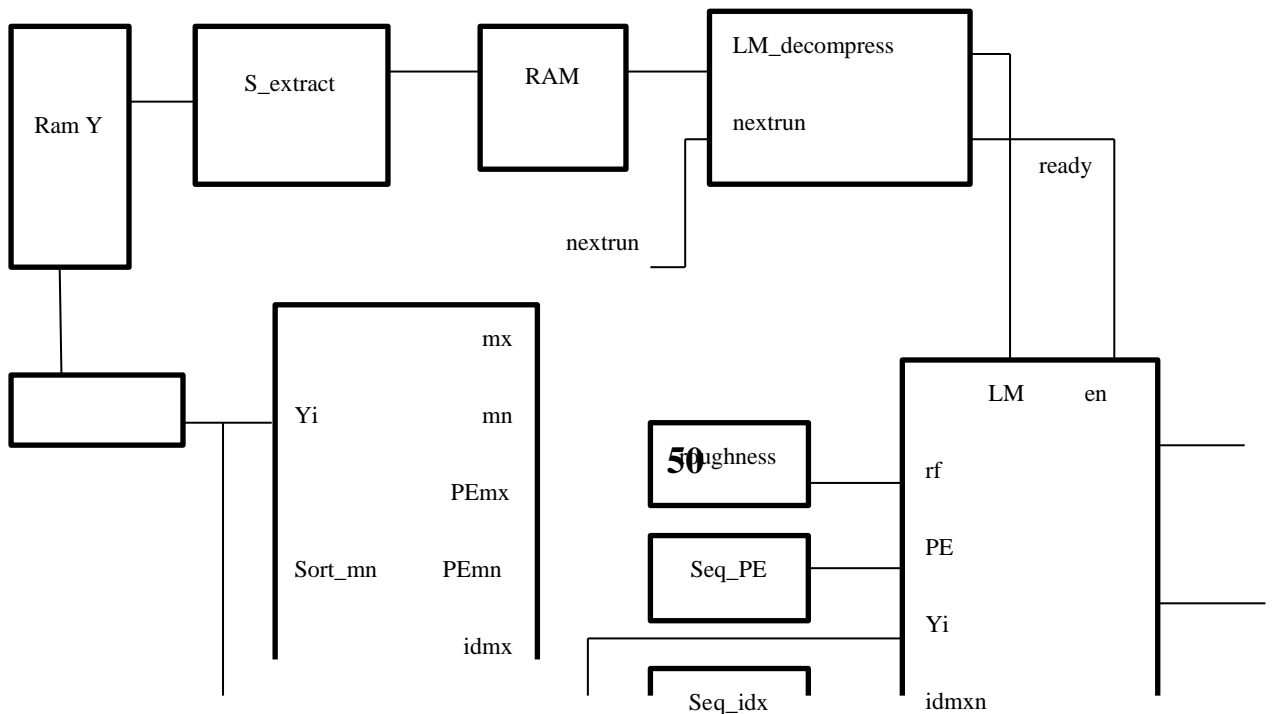 Ram Y
S_extract
RAM
LM_decompress
nextrun
ready
nextrun
mx
Yi
mn
PEmx
Sort_mn
PEmn
idmx
50
roughness
Seq_PE
Seq_idx
LM
en
rf
PE
Yi
idmxn